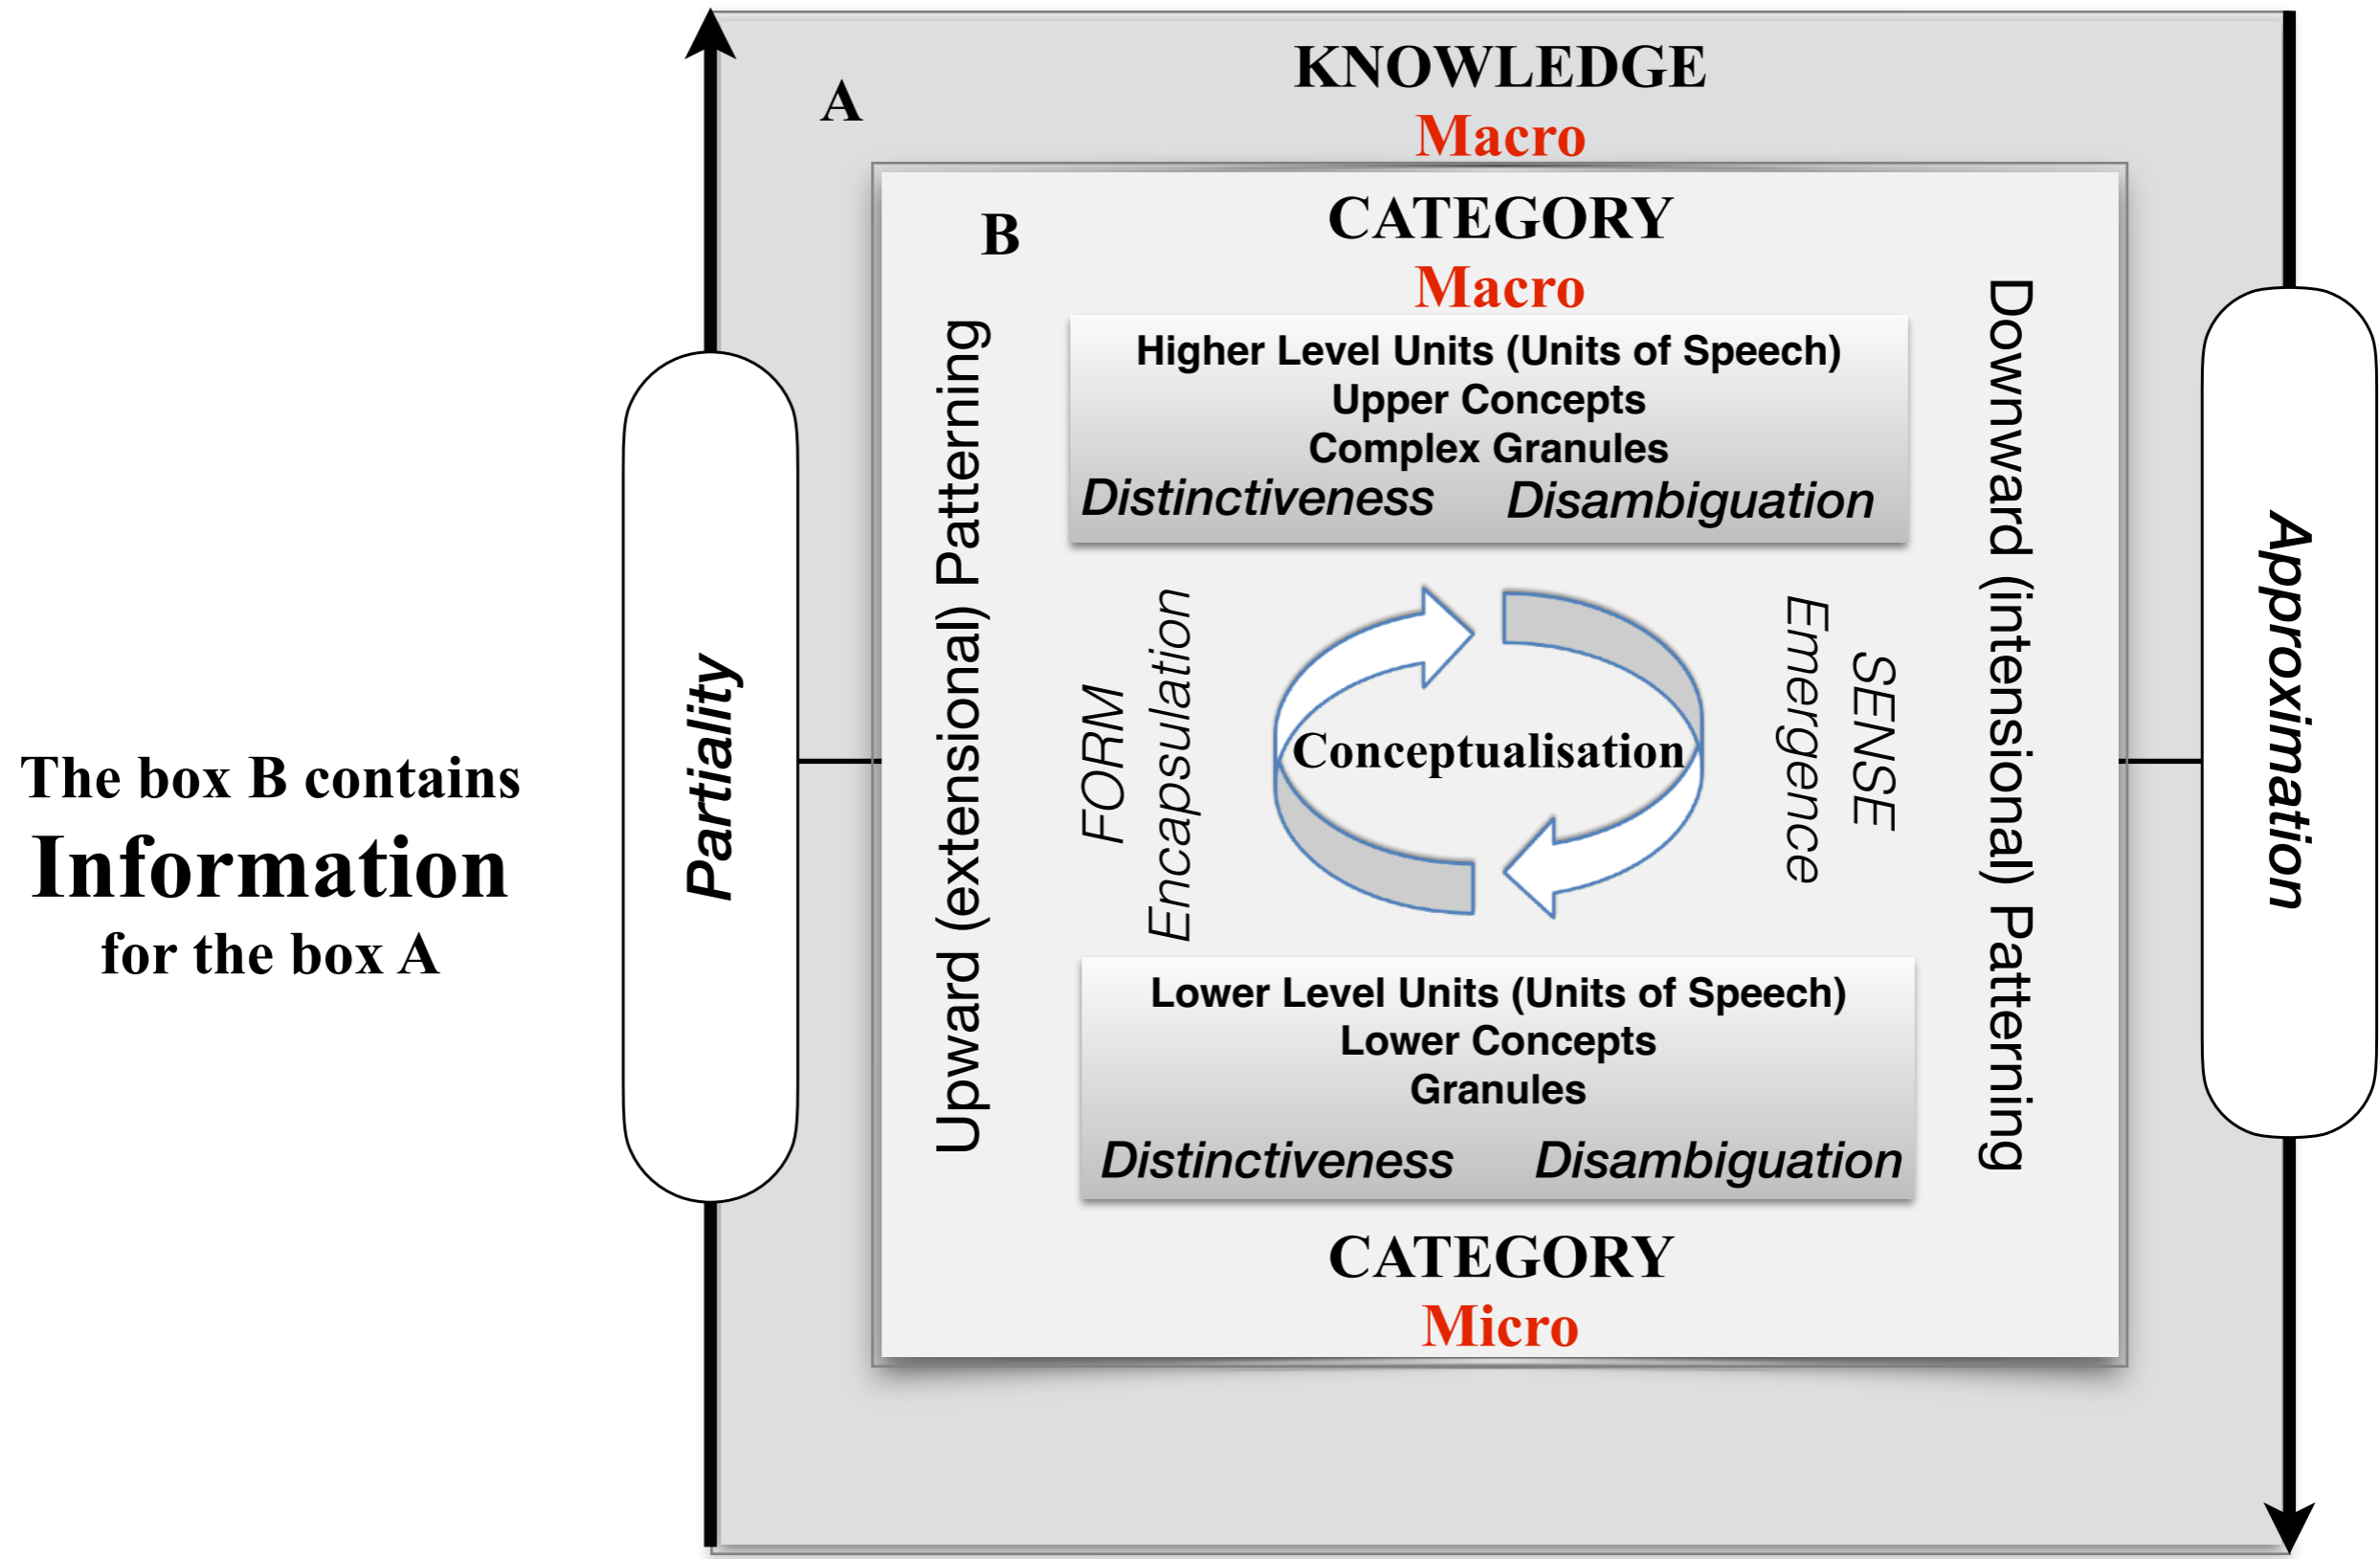 KNOWLEDGE
Macro
A
CATEGORY
Macro
B
Higher Level Units (Units of Speech)
Upper Concepts
Complex Granules
Distinctiveness Disambiguation
Upward (extensional) Patterning
FORM
Encapsulation
Conceptualisation
Emergence
SENSE
Downward (intensional) Pattterning
Partiality
Approximation
The box B contains
Information
for the box A
Lower Level Units (Units of Speech)
Lower Concepts
Granules
Distinctiveness Disambiguation
CATEGORY
Micro